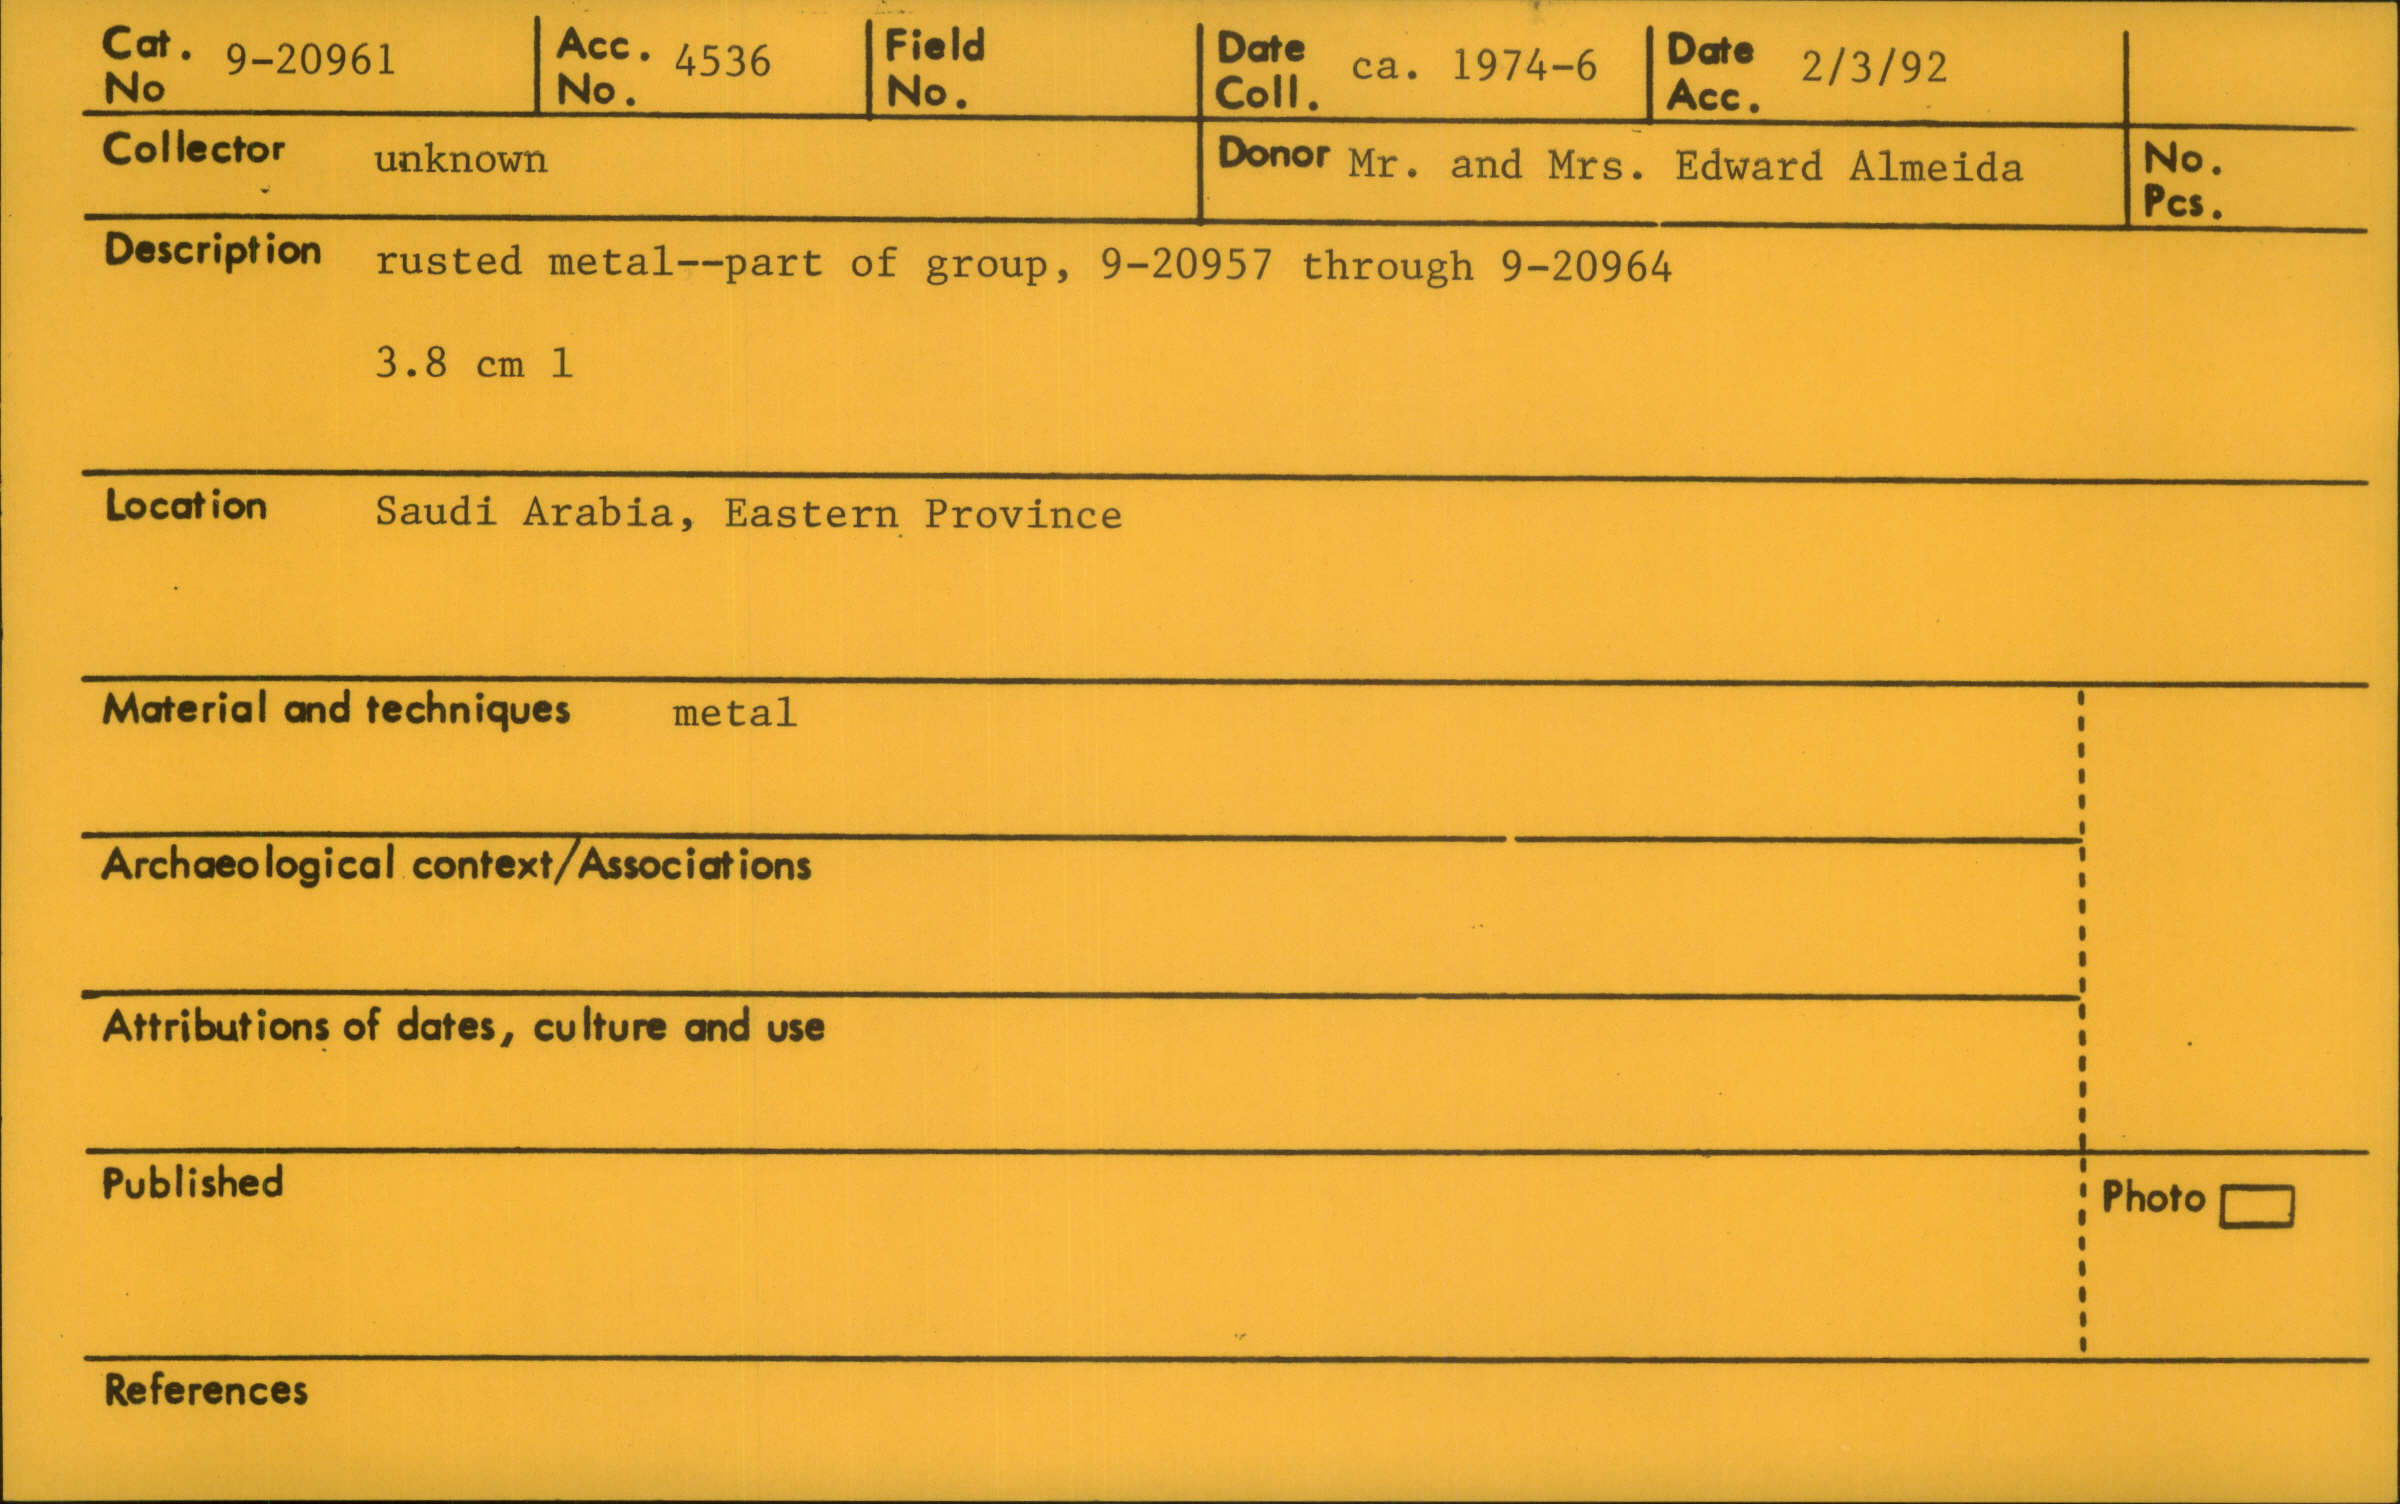 Cat. No 9-20961 Acc. No. 4536 Field No. Date Coll. ca. 1974-6 Date Acc. 2/3/92
Collector unknown Donor Mr. and Mrs. Edward Almeida No. Pcs.
Description rusted metal--part of group, 9-20957 through 9-20964
3.8 cm l
Location Saudi Arabia, Eastern Province
Material and techniques metal
Archaeological context/Associations
Attributions of dates, culture and use
Published
Photo
References